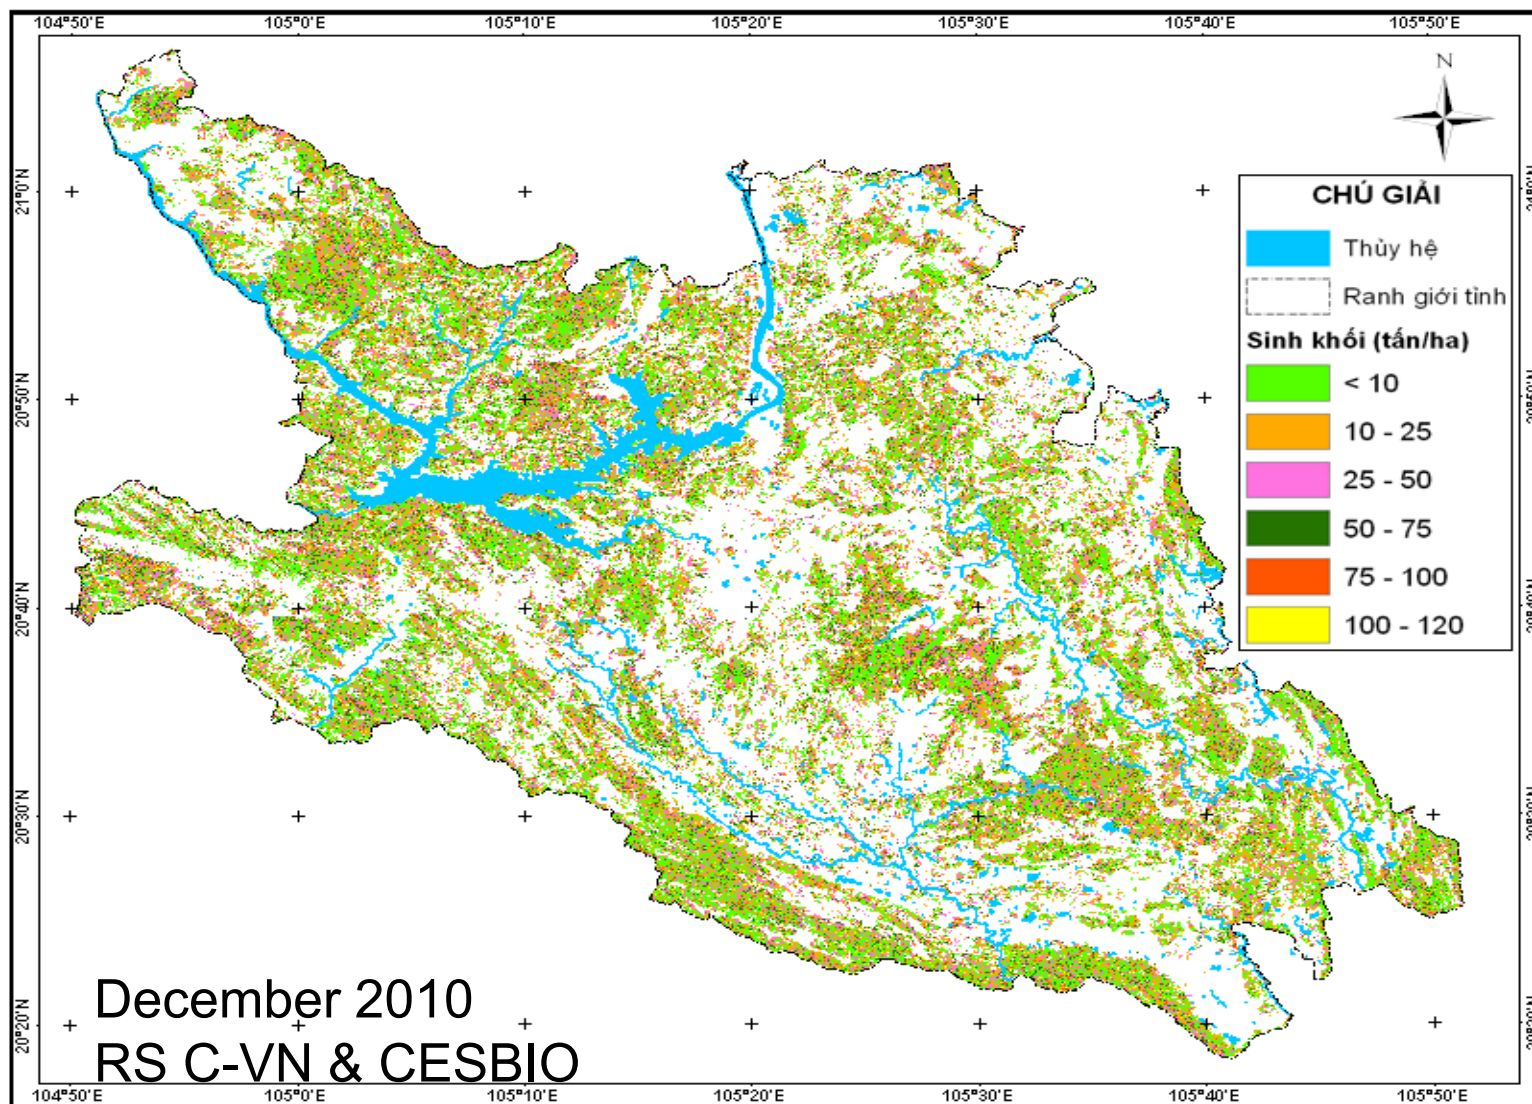 104°50'E 105°0'E 105°10'E 105°20'E 105°30'E 105°40'E 105°50'E
N
21°0'N
20°50'N
20°40'N
20°30'N
20°20'N
CHÚ GIẢI
Thủy hệ
Ranh giới tỉnh
Sinh khối (tấn/ha)
< 10
10 - 25
25 - 50
50 - 75
75 - 100
100 - 120
December 2010
RS C-VN & CESBIO
104°50'E 105°0'E 105°10'E 105°20'E 105°30'E 105°40'E 105°50'E